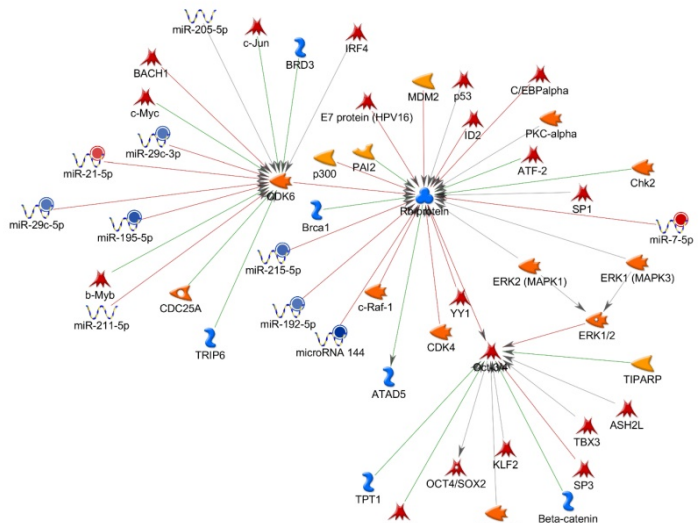 miR-205-5p
c-Jun
BRD3
IRF4
BACH1
c-Myc
miR-29c-3p
miR-21-5p
miR-29c-5p
miR-195-5p
b-Myb
miR-211-5p
CDC25A
TRIP6
CDK6
MDM2
p53
C/EBPalpha
E7 protein (HPV16)
ID2
PKC-alpha
p300
PAI2
ATF-2
Chk2
Rb protein
SP1
miR-7-5p
Brca1
miR-215-5p
miR-192-5p
microRNA 144
c-Raf-1
ATAD5
CDK4
YY1
ERK2 (MAPK1)
ERK1 (MAPK3)
ERK1/2
TIPARP
ASH2L
TBX3
SP3
Beta-catenin
KLF2
OCT4/SOX2
TPT1